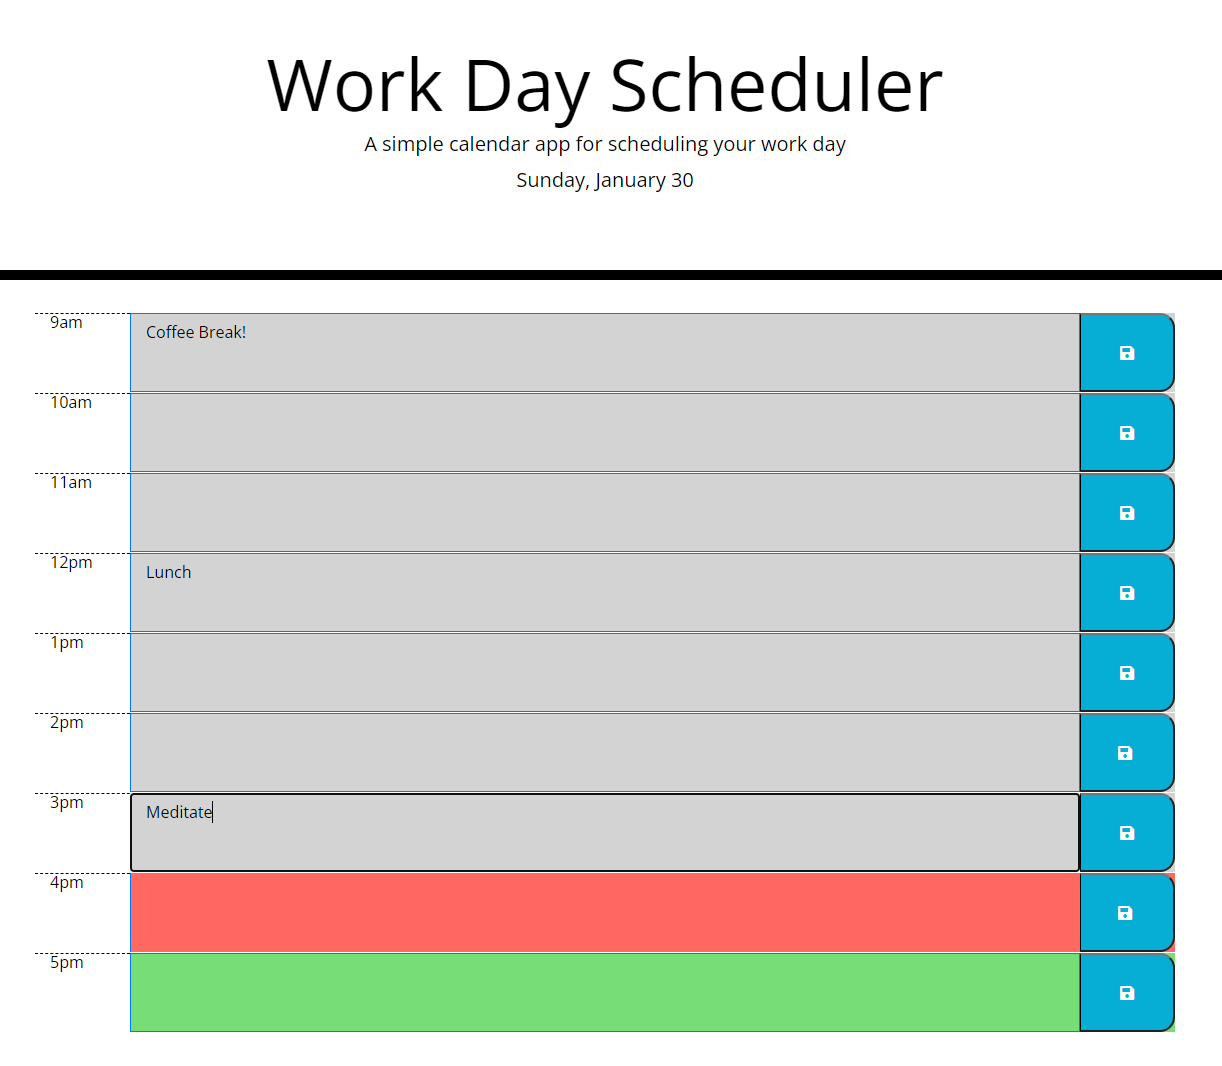 Work Day Scheduler
A simple calendar app for scheduling your work day
Sunday, January 30
9am
Coffee Break!
10am
11am
12pm
Lunch
1pm
2pm
3pm
Meditate
4pm
5pm